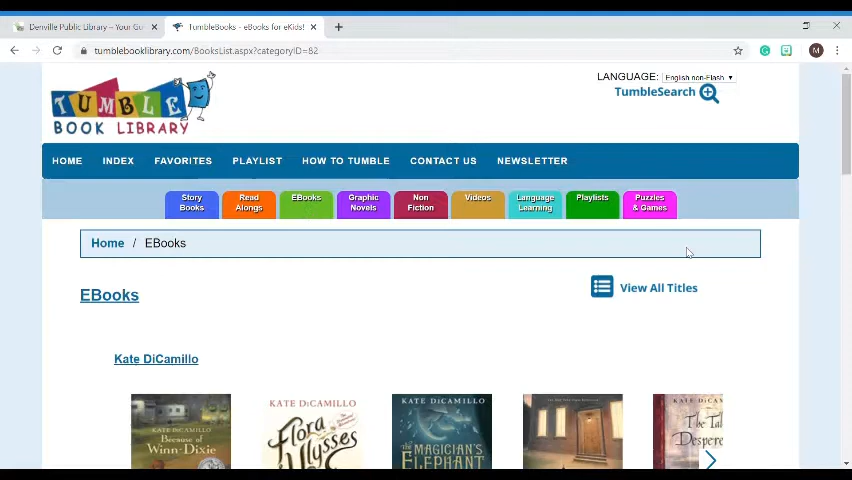 Denville Public Library – Your Gu
TumbleBooks - eBooks for eKids!
tumblebooklibrary.com/BooksList.aspx?categoryID=82
M
LANGUAGE: English non-Flash
TumbleSearch
TUMBLE
BOOK LIBRARY
HOME INDEX FAVORITES PLAYLIST HOW TO TUMBLE CONTACT US NEWSLETTER
Story Books
Read Alongs
EBooks
Graphic Novels
Non Fiction
Videos
Language Learning
Playlists
Puzzles & Games
Home / EBooks
EBooks
View All Titles
Kate DiCamillo
KATE DICAMILLO
Because of
Winn-Dixie
KATE DICAMILLO
Flora
Ulysses
KATE DICAMILLO
THE
MAGICIAN'S
ELEPHANT
KATE DICAM
The Tal
Desper